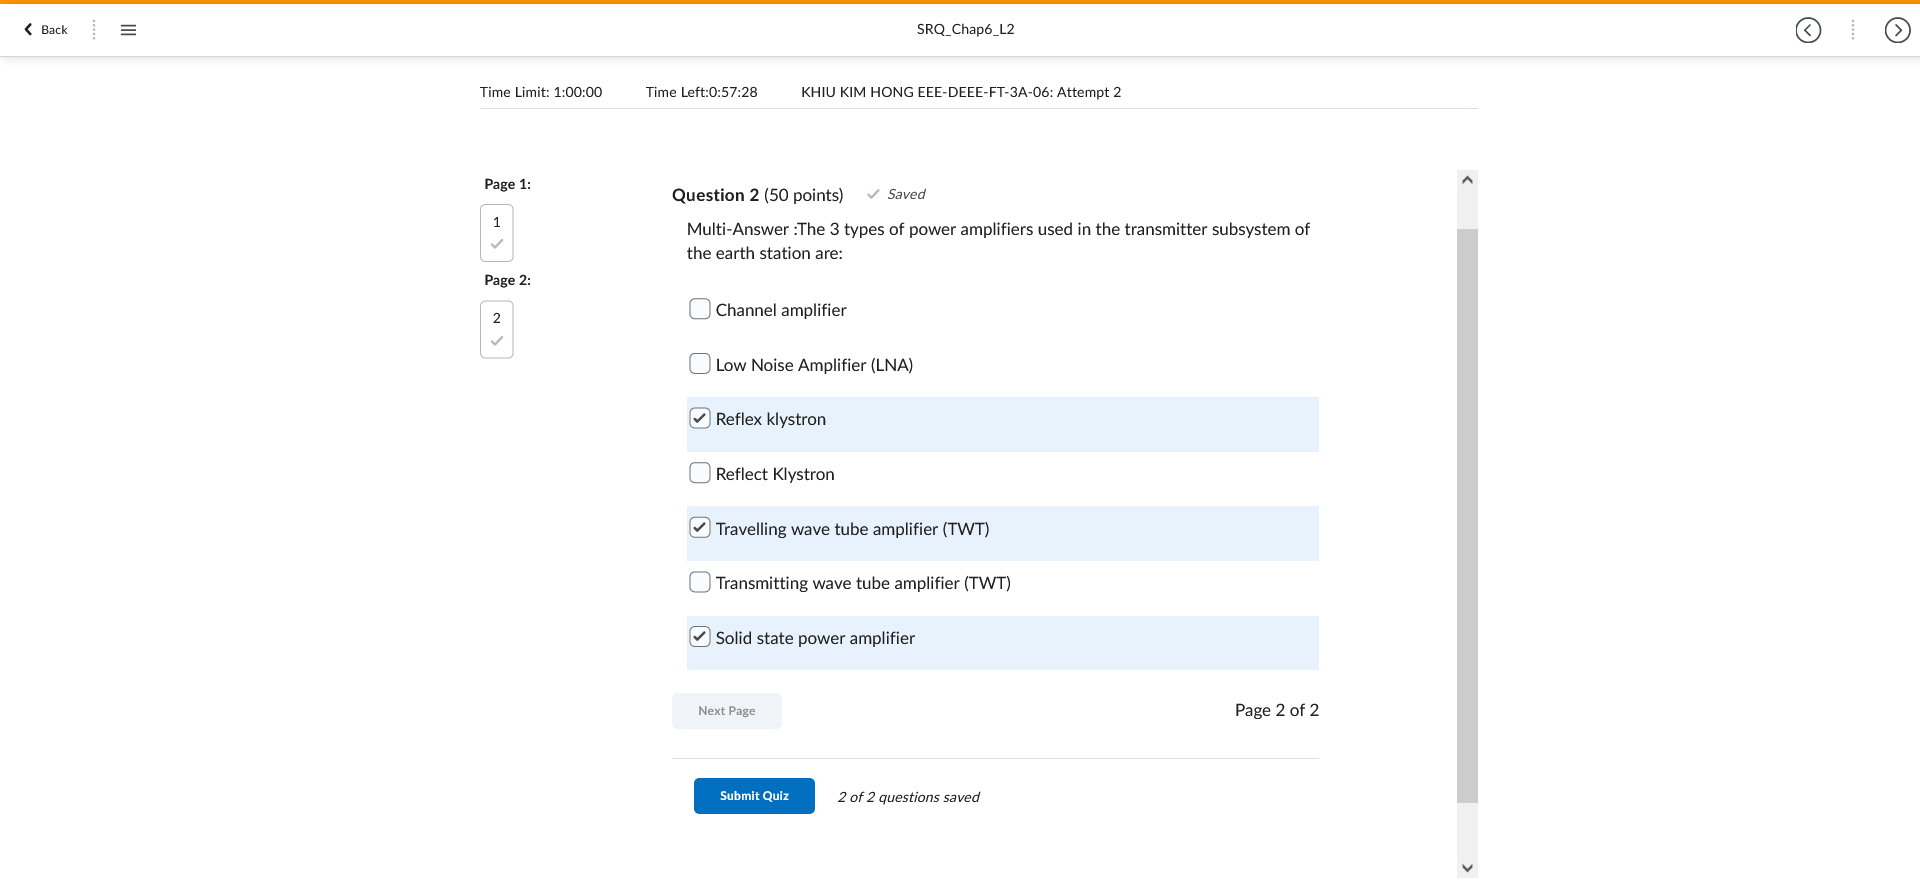 Back
SRQ_Chap6_L2
Time Limit: 1:00:00 Time Left:0:57:28 KHIU KIM HONG EEE-DEEE-FT-3A-06: Attempt 2
Page 1:
1
Page 2:
2
Question 2 (50 points) Saved
Multi-Answer :The 3 types of power amplifiers used in the transmitter subsystem of
the earth station are:
Channel amplifier
Low Noise Amplifier (LNA)
Reflex klystron
Reflect Klystron
Travelling wave tube amplifier (TWT)
Transmitting wave tube amplifier (TWT)
Solid state power amplifier
Next Page Page 2 of 2
Submit Quiz 2 of 2 questions saved